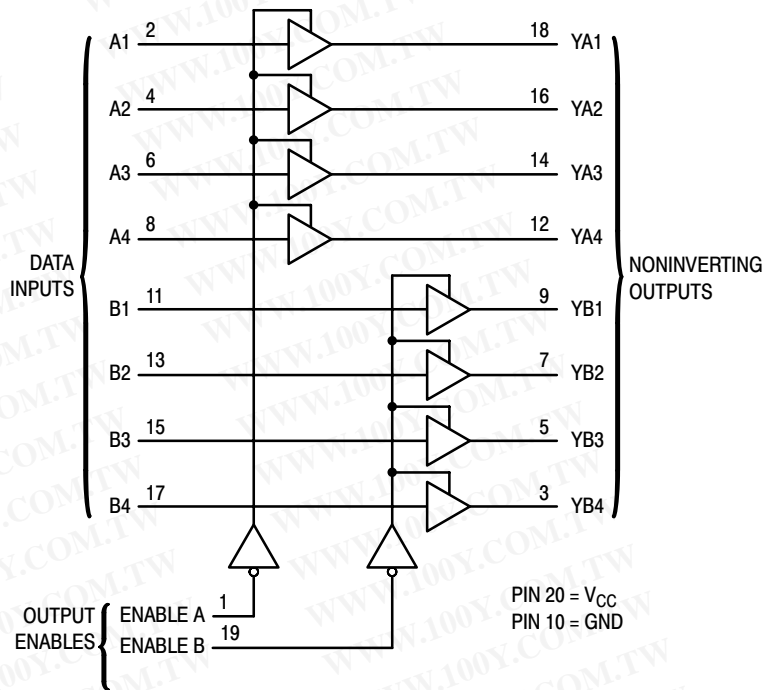 A1 2 18 YA1
A2 4 16 YA2
A3 6 14 YA3
A4 8 12 YA4
DATA
INPUTS
NONINVERTING
OUTPUTS
B1 11 9 YB1
B2 13 7 YB2
B3 15 5 YB3
B4 17 3 YB4
OUTPUT
ENABLES
ENABLE A 1
ENABLE B 19
PIN 20 = VCC
PIN 10 = GND
WWW.100Y.COM.TW